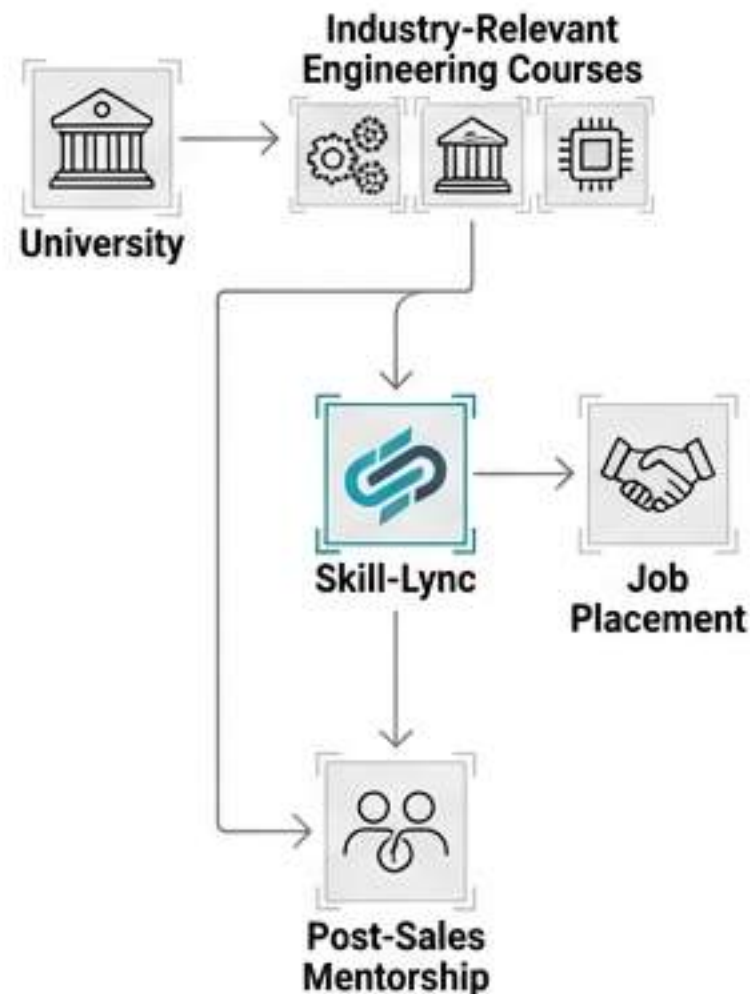 Industry-Relevant
Engineering Courses
University
Skill-Lync
Job
Placement
Post-Sales
Mentorship